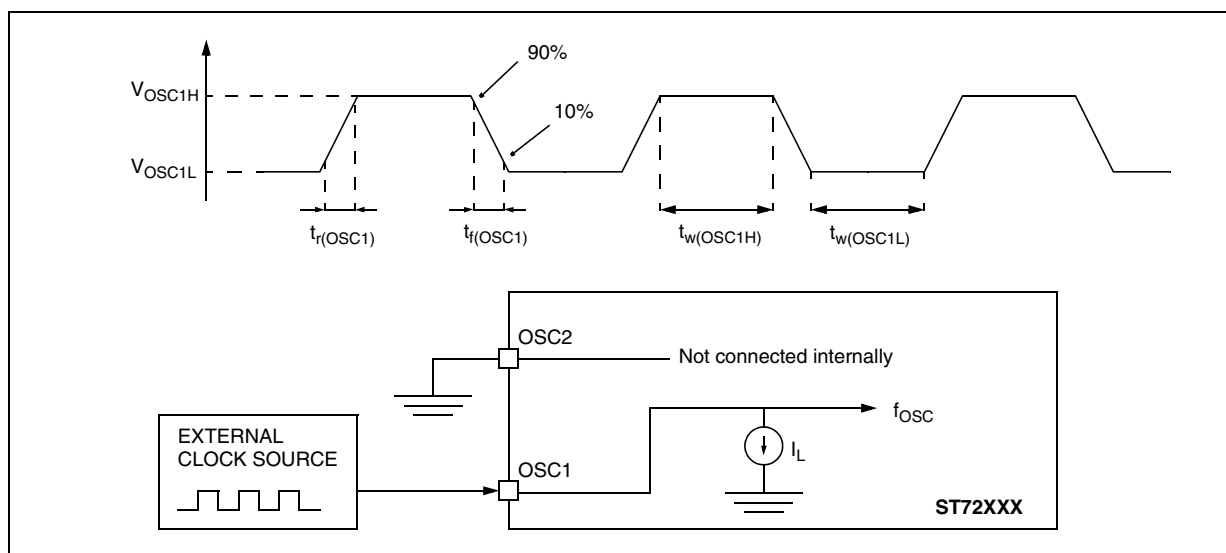 90%
V_OSC1H
10%
V_OSC1L
t_r(OSC1)
t_f(OSC1)
t_w(OSC1H)
t_w(OSC1L)
OSC2
Not connected internally
f_OSC
EXTERNAL
CLOCK SOURCE
I_L
OSC1
ST72XXX